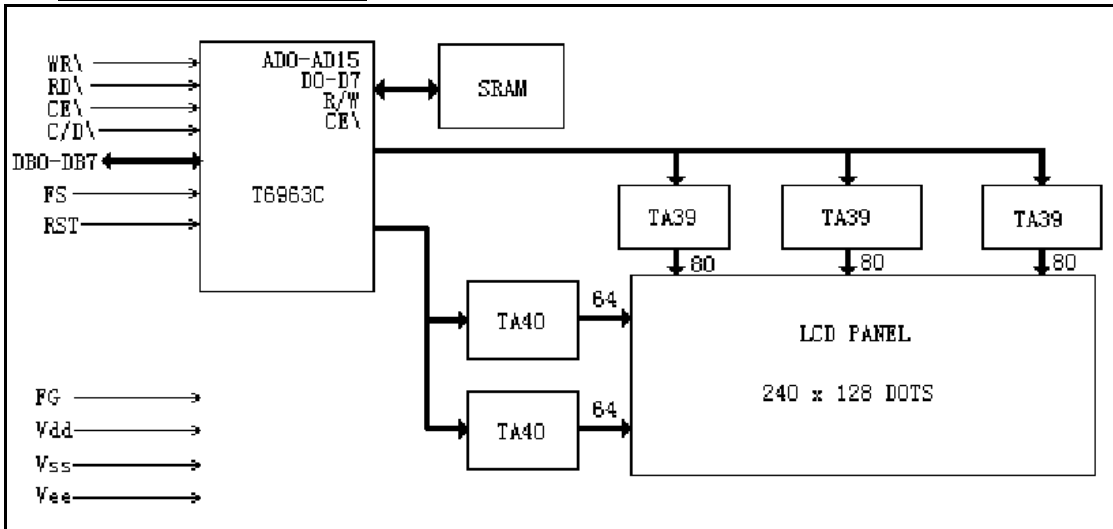 WR\
RD\
CE\
C/D\
DB0-DB7
FS
RST
AD0-AD15
D0-D7
R/W
CE\
T6963C
SRAM
TA39
TA39
TA39
80
80
80
TA40
64
TA40
64
LCD PANEL
240 x 128 DOTS
FG
Vdd
Vss
Vee